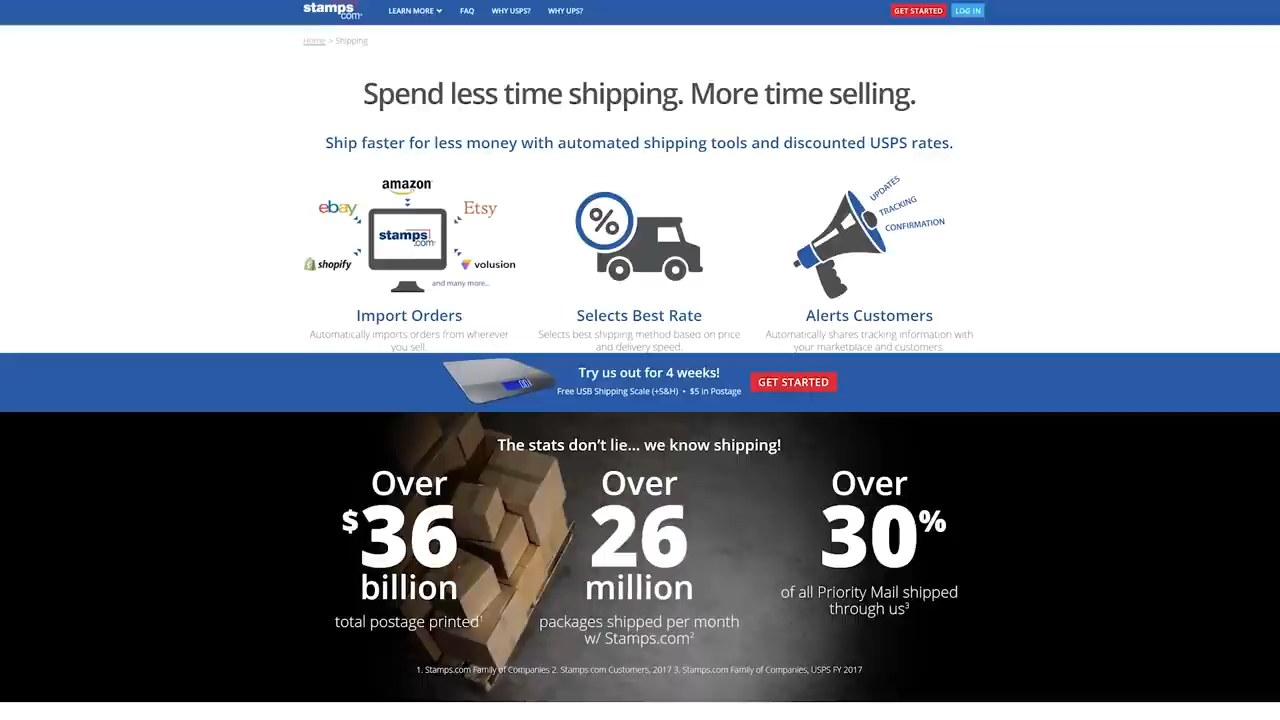 stamps.com
LEARN MORE FAQ WHY USPS? WHY UPS?
GET STARTED LOG IN
Home > Shipping
Spend less time shipping. More time selling.
Ship faster for less money with automated shipping tools and discounted USPS rates.
amazon
ebay
Etsy
stamps.com
shopify
volusion
and many more...
UPDATES
TRACKING
CONFIRMATION
Import Orders
Automatically imports orders from wherever
you sell.
Selects Best Rate
Selects best shipping method based on price
and delivery speed.
Alerts Customers
Automatically shares tracking information with
your marketplace and customers.
Try us out for 4 weeks!
Free USB Shipping Scale (+S&H) • $5 in Postage
GET STARTED
The stats don't lie... we know shipping!
Over
$36
billion
total postage printed1
Over
26
million
packages shipped per month
w/ Stamps.com2
Over
30%
of all Priority Mail shipped
through us3
1. Stamps.com Family of Companies 2. Stamps.com Customers, 2017 3. Stamps.com Family of Companies, USPS FY 2017